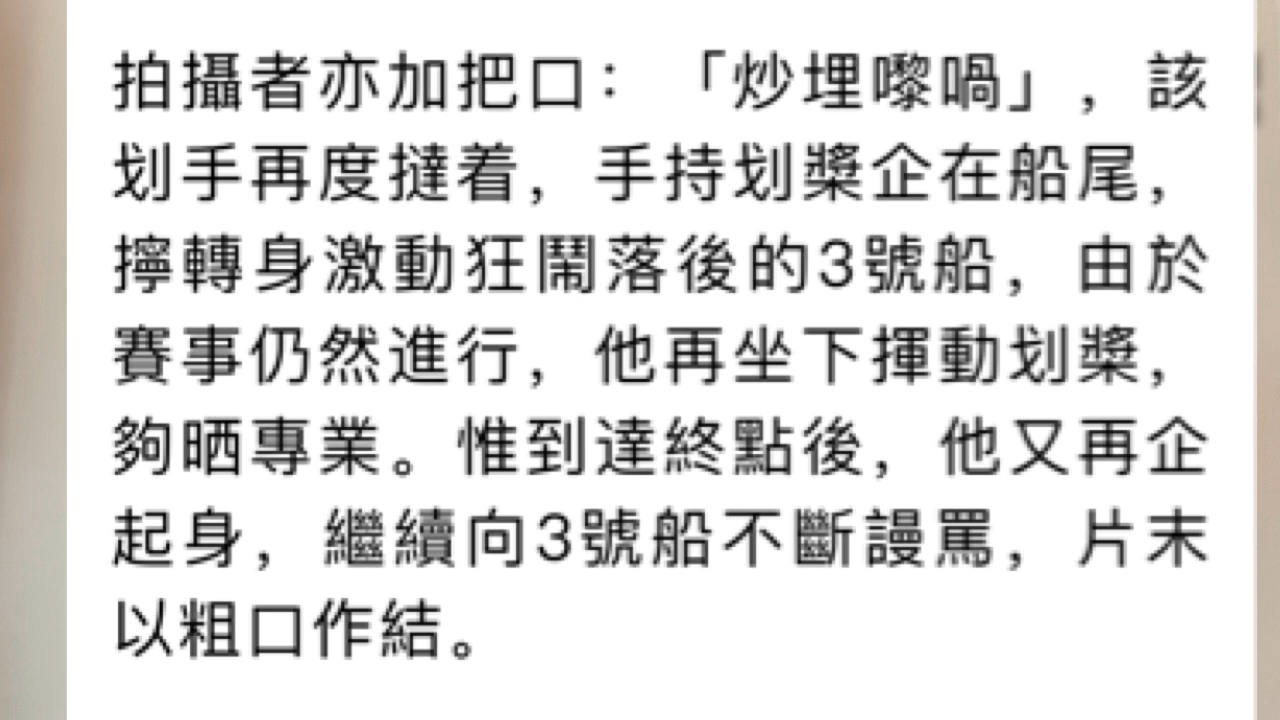 拍攝者亦加把口：「炒埋嚟喎」，該
划手再度撻着，手持划槳企在船尾，
擰轉身激動狂鬧落後的3號船，由於
賽事仍然進行，他再坐下揮動划槳，
夠晒專業。惟到達終點後，他又再企
起身，繼續向3號船不斷謾罵，片末
以粗口作結。